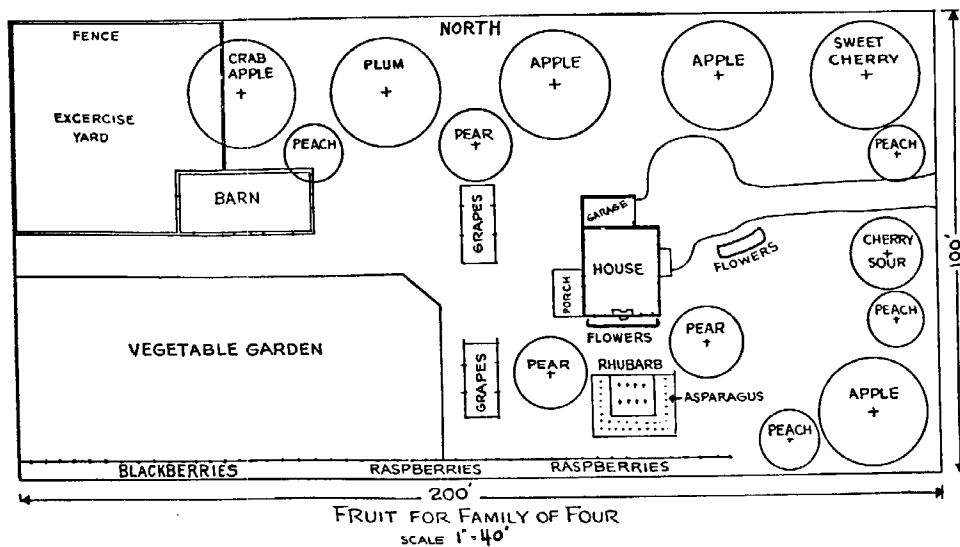 NORTH
FENCE
EXCERCISE
YARD
CRAB
APPLE
PLUM
APPLE
APPLE
SWEET
CHERRY
PEACH
PEAR
PEACH
BARN
GRAPES
GARAGE
HOUSE
PORCH
FLOWERS
FLOWERS
CHERRY
SOUR
PEACH
100'
VEGETABLE GARDEN
GRAPES
PEAR
RHUBARB
ASPARAGUS
PEAR
APPLE
PEACH
BLACKBERRIES
RASPBERRIES
RASPBERRIES
200'
FRUIT FOR FAMILY OF FOUR
SCALE 1"=40'